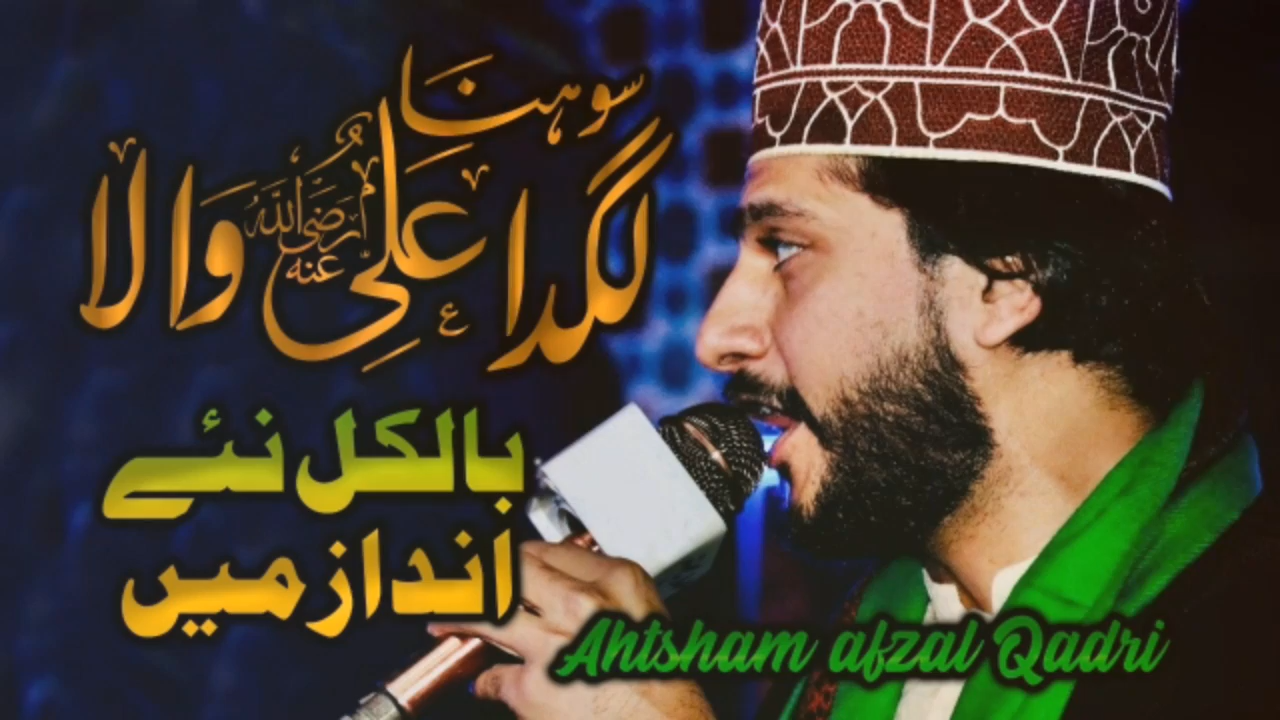 سوہنا
لگدا علیؓ والا
رضی اللہ عنہ
بالکل نئے
انداز میں
Ahtsham afzal Qadri